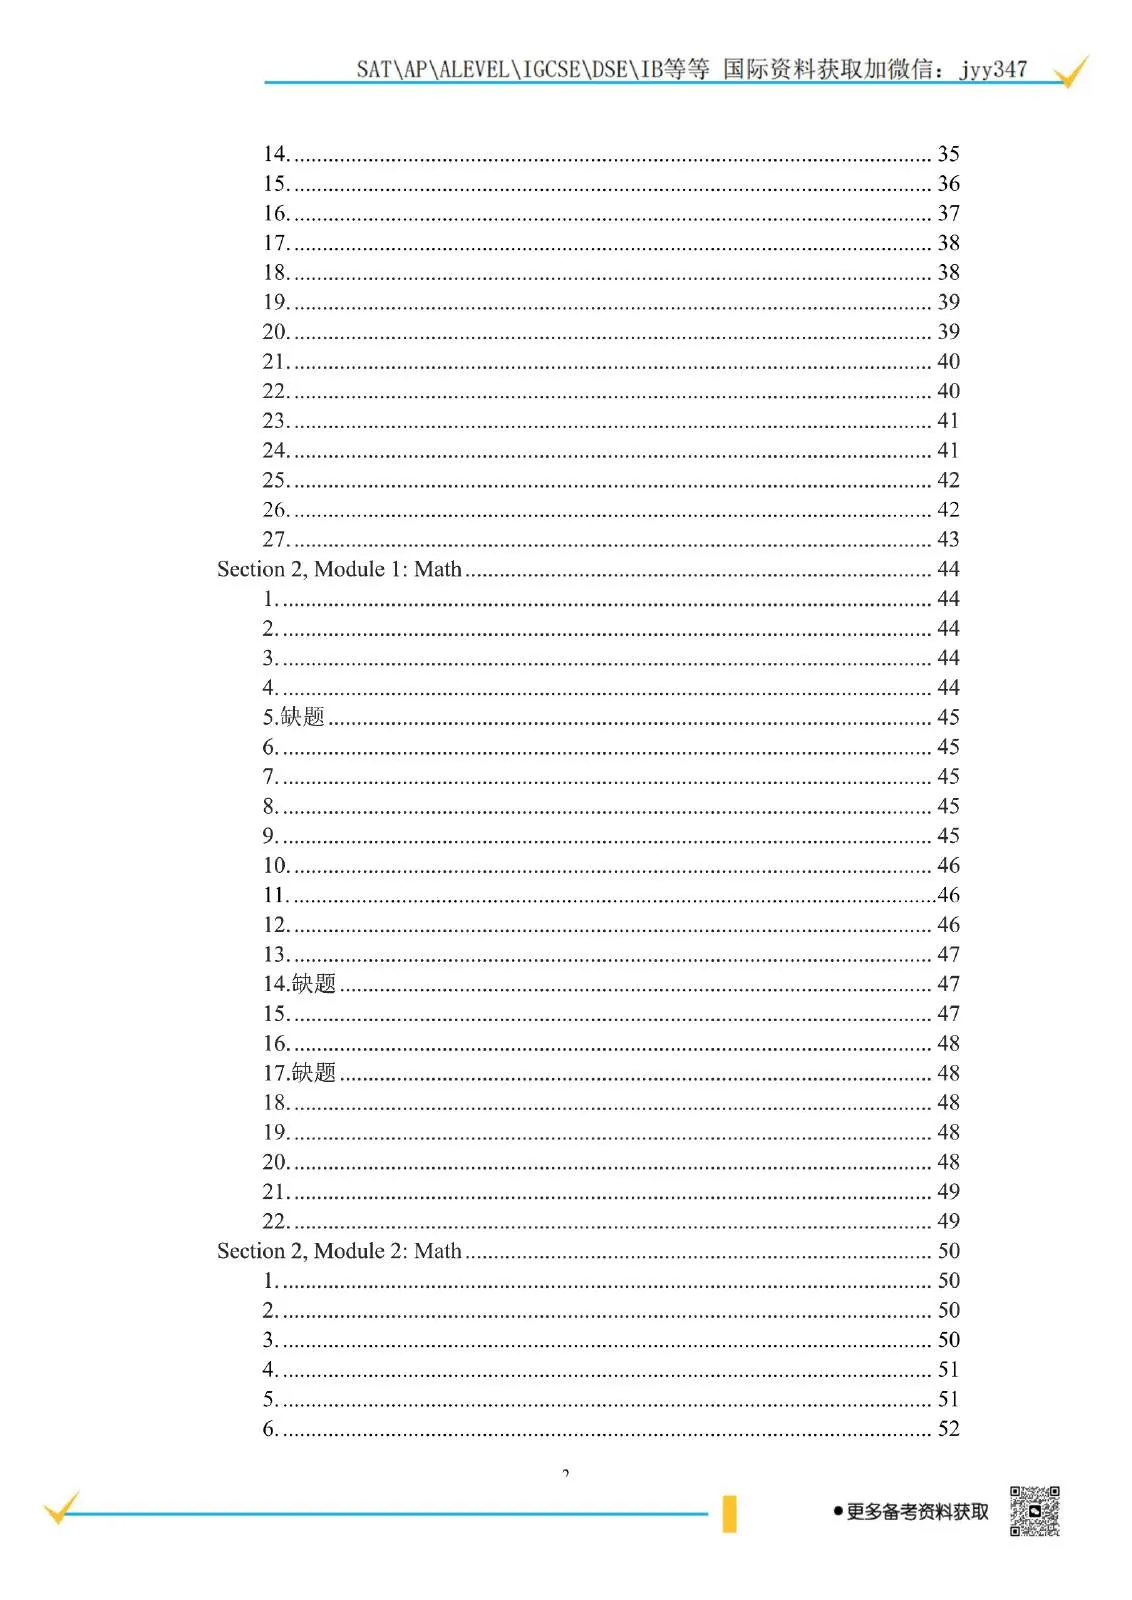 SAT\AP\ALEVEL\IGCSE\DSE\IB等等 国际资料获取加微信：jyy347
14. ........ 35
15. ........ 36
16. ........ 37
17. ........ 38
18. ........ 38
19. ........ 39
20. ........ 39
21. ........ 40
22. ........ 40
23. ........ 41
24. ........ 41
25. ........ 42
26. ........ 42
27. ........ 43
Section 2, Module 1: Math ........ 44
1. ........ 44
2. ........ 44
3. ........ 44
4. ........ 44
5.缺题 ........ 45
6. ........ 45
7. ........ 45
8. ........ 45
9. ........ 45
10. ........ 46
11. ........ 46
12. ........ 46
13. ........ 47
14.缺题 ........ 47
15. ........ 47
16. ........ 48
17.缺题 ........ 48
18. ........ 48
19. ........ 48
20. ........ 48
21. ........ 49
22. ........ 49
Section 2, Module 2: Math ........ 50
1. ........ 50
2. ........ 50
3. ........ 50
4. ........ 51
5. ........ 51
6. ........ 52
2
●更多备考资料获取